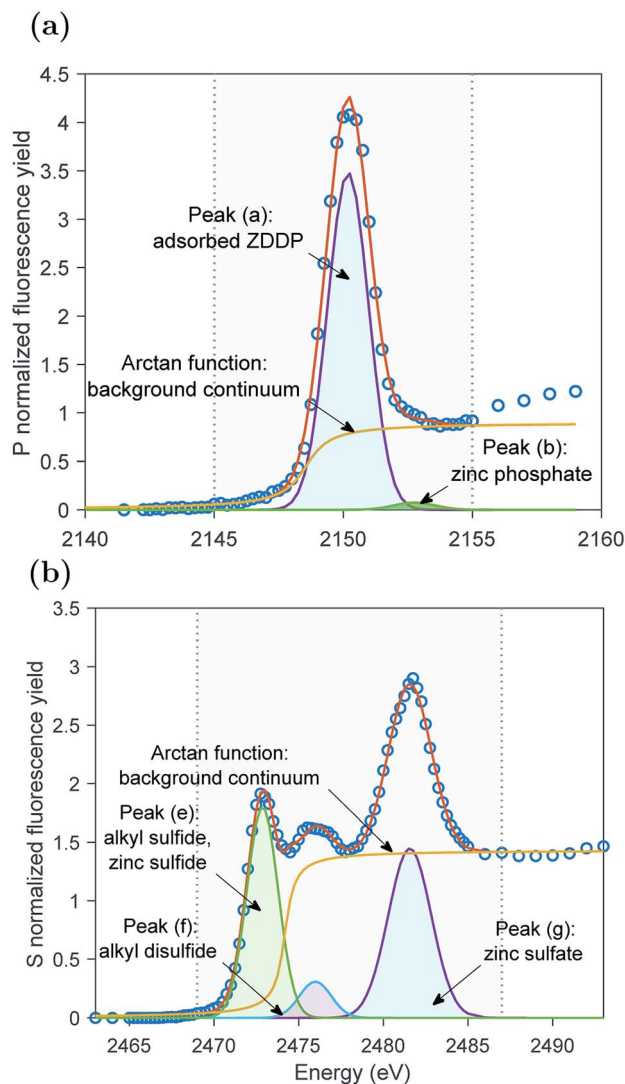 (a)
P normalized fluorescence yield
4.5
4
3.5
3
2.5
2
1.5
1
0.5
0
Peak (a):
adsorbed ZDDP
Arctan function:
background continuum
Peak (b):
zinc phosphate
2140 2145 2150 2155 2160
(b)
S normalized fluorescence yield
3.5
3
2.5
2
1.5
1
0.5
0
Arctan function:
background continuum
Peak (e):
alkyl sulfide,
zinc sulfide
Peak (f):
alkyl disulfide
Peak (g):
zinc sulfate
2465 2470 2475 2480 2485 2490
Energy (eV)